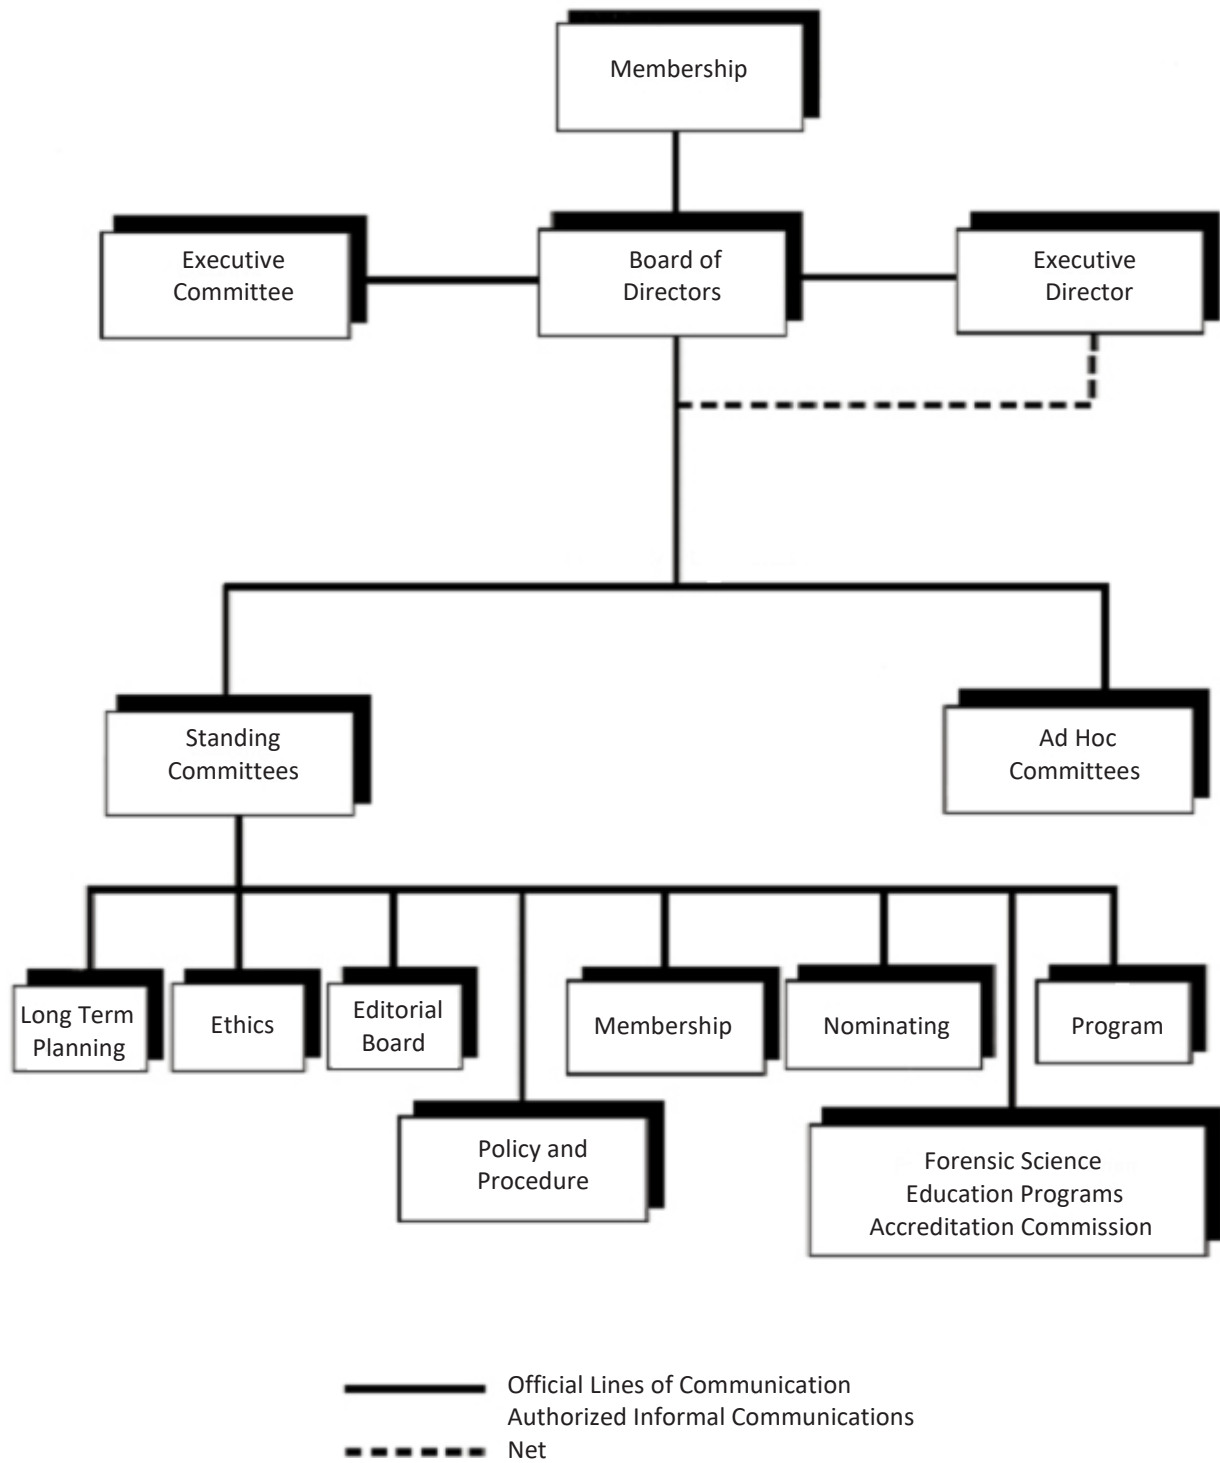 Membership
Executive
Committee
Board of
Directors
Executive
Director
Standing
Committees
Ad Hoc
Committees
Long Term
Planning
Ethics
Editorial
Board
Membership
Nominating
Program
Policy and
Procedure
Forensic Science
Education Programs
Accreditation Commission
Official Lines of Communication
Authorized Informal Communications
Net